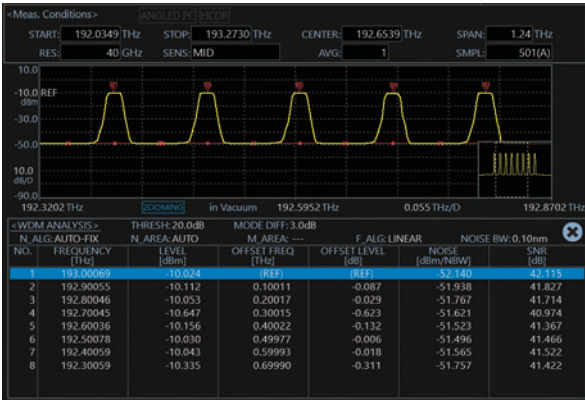 <Meas. Conditions> ANGLED PC HCDR
START: 192.0349 THz STOP: 193.2730 THz CENTER: 192.6539 THz SPAN: 1.24 THz
RES: 40 GHz SENS: MID AVG: 1 SMPL: 501(A)
10.0
-10.0 REF
dBm
-30.0
-50.0
10.0
dB/D
-90.0
192.3202 THz ZOOMING in Vacuum 192.5952 THz 0.055 THz/D 192.8702 THz
<WDM ANALYSIS> THRESH: 20.0dB MODE DIFF: 3.0dB
N_ALG: AUTO-FIX N_AREA: AUTO M_AREA: --- F_ALG: LINEAR NOISE BW: 0.10nm
NO. FREQUENCY LEVEL OFFSET FREQ OFFSET LEVEL NOISE SNR
[THz] [dBm] [THz] [dB] [dBm/NBW] [dB]
1 193.00069 -10.024 (REF) (REF) -52.140 42.115
2 192.90055 -10.112 0.10011 -0.087 -51.938 41.827
3 192.80046 -10.053 0.20017 -0.029 -51.767 41.714
4 192.70045 -10.647 0.30015 -0.623 -51.621 40.974
5 192.60036 -10.156 0.40022 -0.132 -51.523 41.367
6 192.50078 -10.030 0.49977 -0.006 -51.496 41.466
7 192.40059 -10.043 0.59993 -0.018 -51.565 41.522
8 192.30059 -10.335 0.69990 -0.311 -51.757 41.422